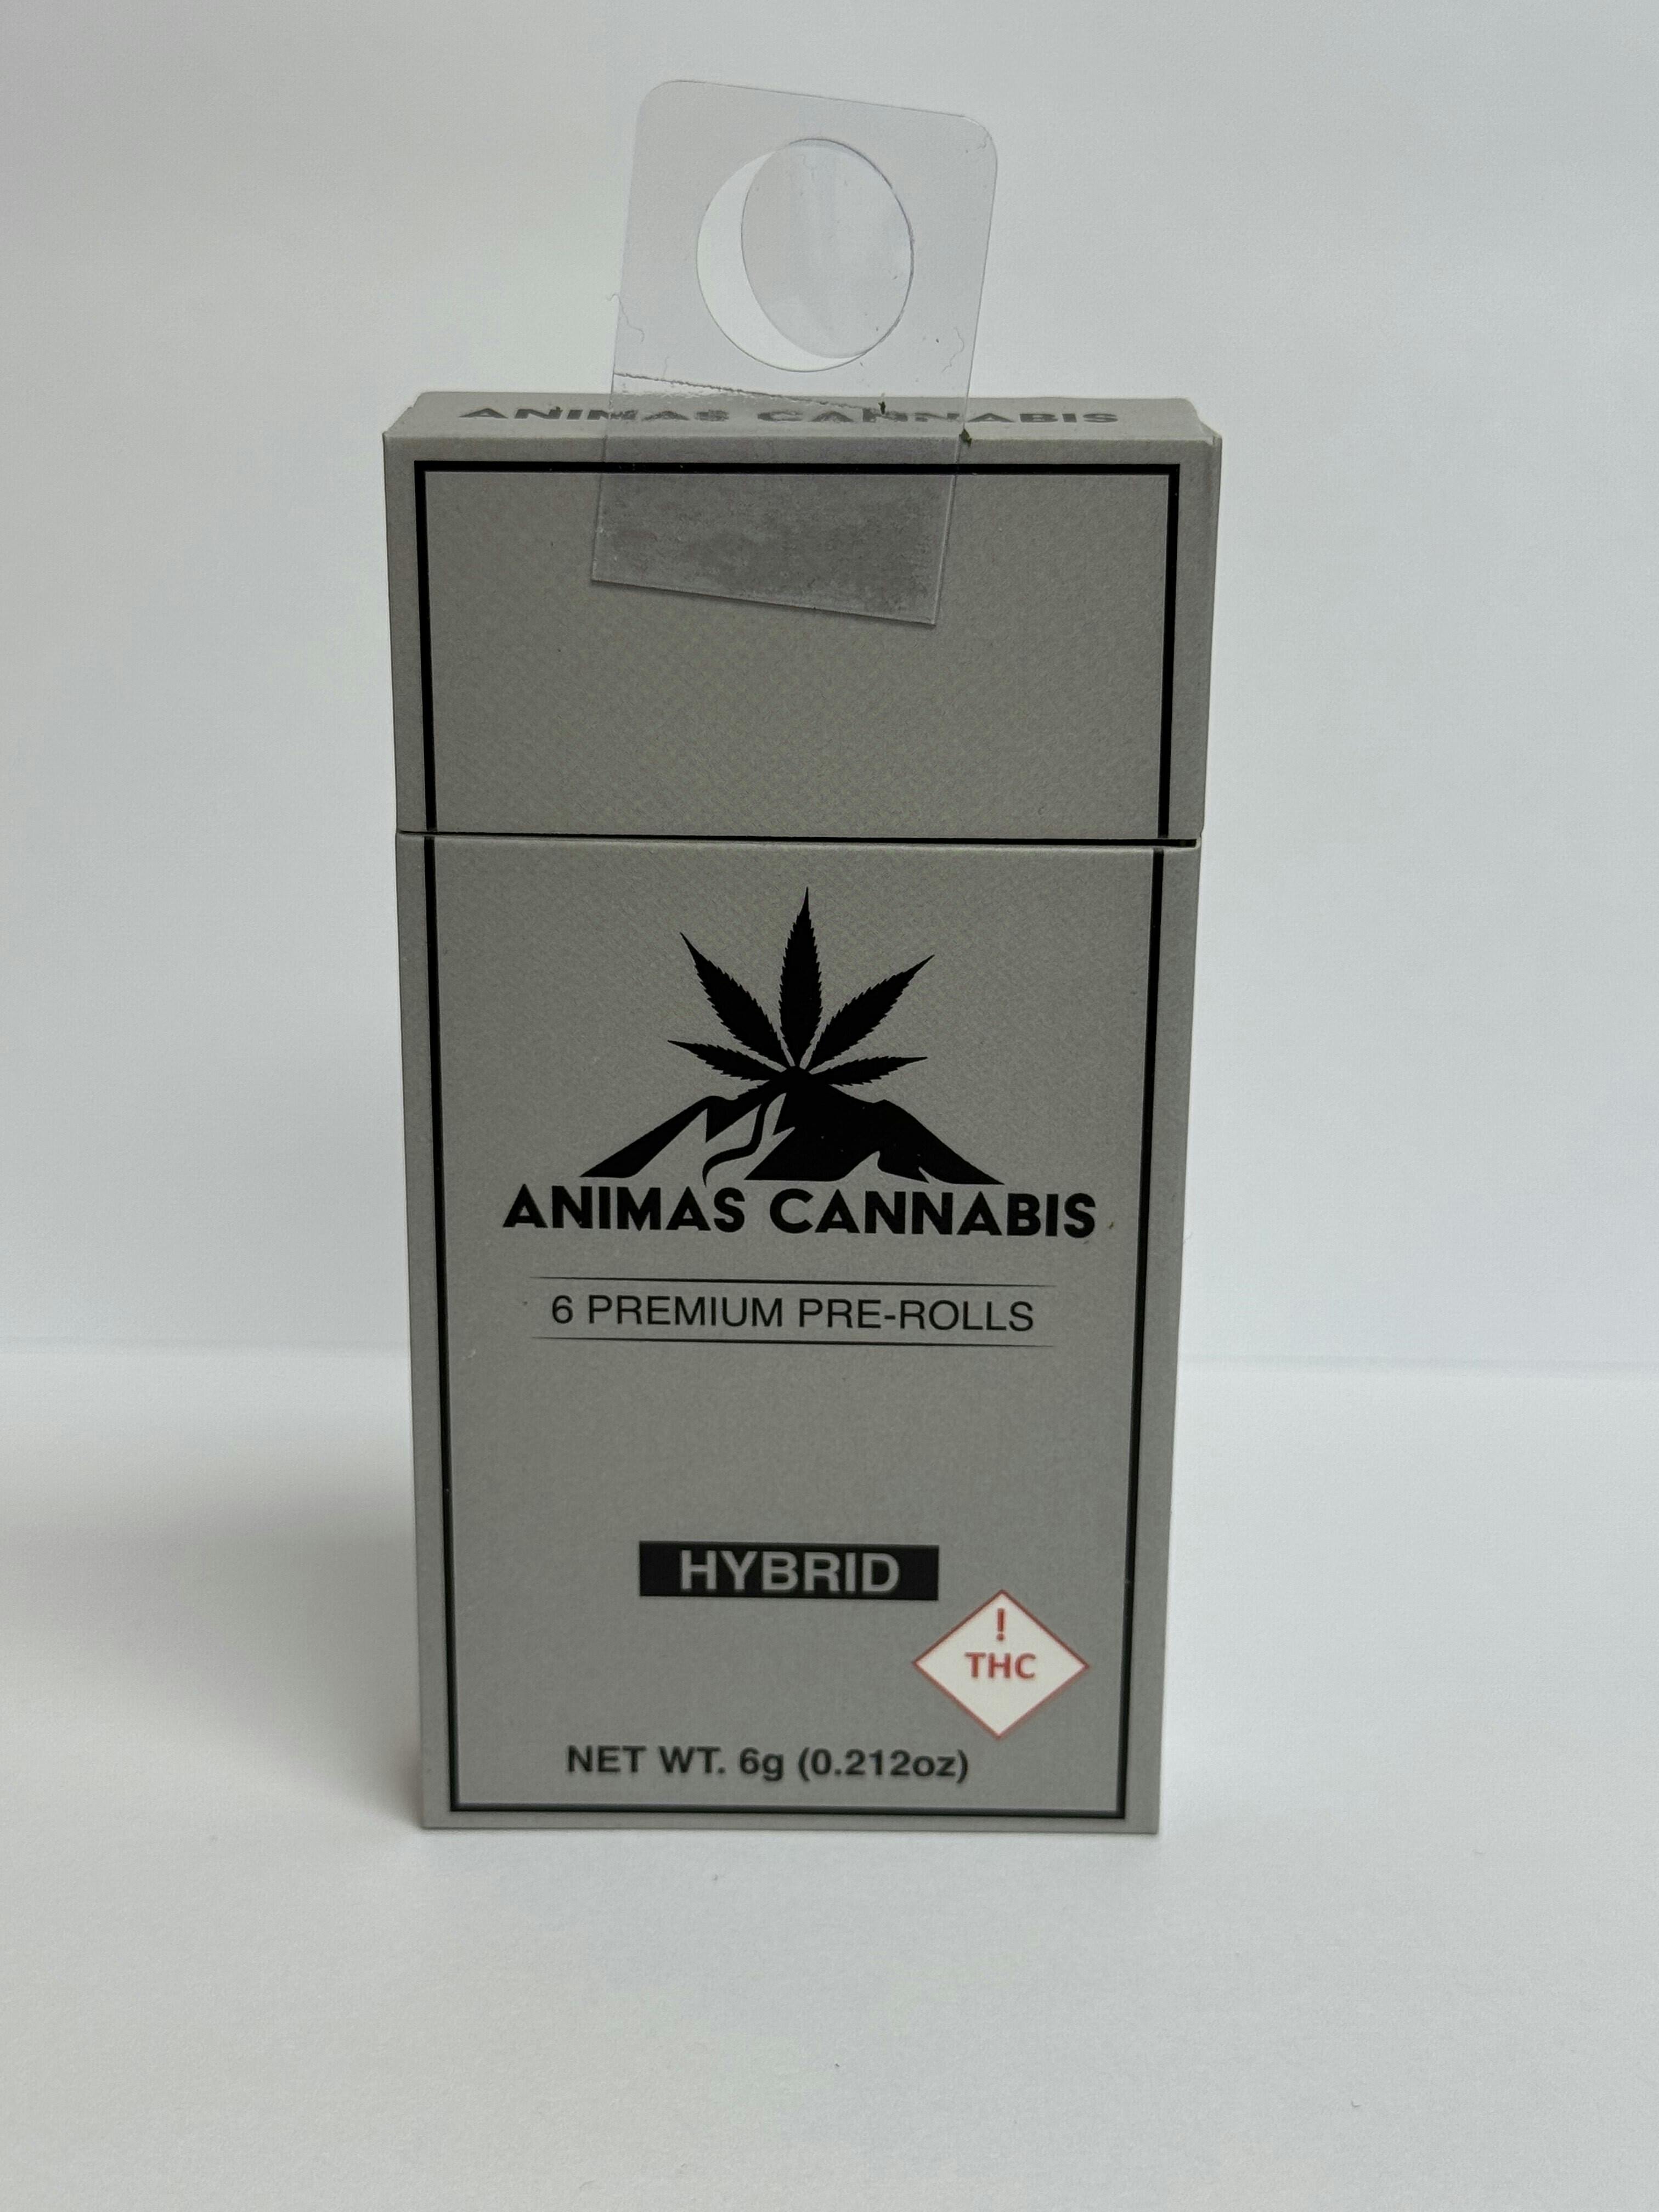 ANIMAS CANNABIS
ANIMAS CANNABIS
6 PREMIUM PRE-ROLLS
HYBRID
!
THC
NET WT. 6g (0.212oz)